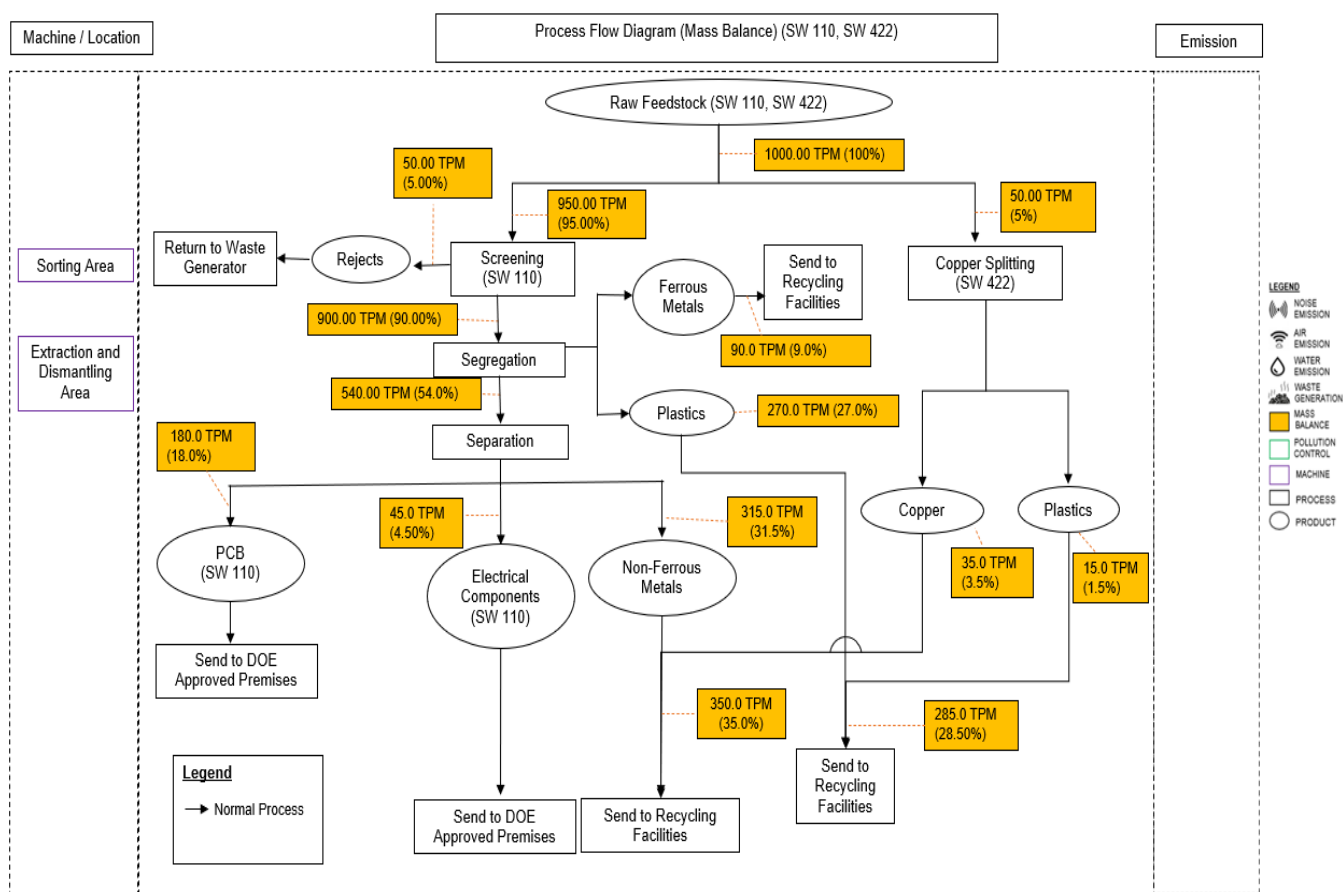 Machine / Location
Process Flow Diagram (Mass Balance) (SW 110, SW 422)
Emission
Raw Feedstock (SW 110, SW 422)
1000.00 TPM (100%)
50.00 TPM
(5.00%)
950.00 TPM
(95.00%)
50.00 TPM
(5%)
Sorting Area
Return to Waste
Generator
Rejects
Screening
(SW 110)
Ferrous
Metals
Send to
Recycling
Facilities
Copper Splitting
(SW 422)
900.00 TPM (90.00%)
90.0 TPM (9.0%)
Extraction and
Dismantling
Area
Segregation
540.00 TPM (54.0%)
Plastics
270.0 TPM (27.0%)
Separation
180.0 TPM
(18.0%)
45.0 TPM
(4.50%)
315.0 TPM
(31.5%)
Copper
Plastics
PCB
(SW 110)
Electrical
Components
(SW 110)
Non-Ferrous
Metals
35.0 TPM
(3.5%)
15.0 TPM
(1.5%)
Send to DOE
Approved Premises
350.0 TPM
(35.0%)
285.0 TPM
(28.50%)
Send to
Recycling
Facilities
Legend
Normal Process
Send to DOE
Approved Premises
Send to Recycling
Facilities
LEGEND
NOISE
EMISSION
AIR
EMISSION
WATER
EMISSION
WASTE
GENERATION
MASS
BALANCE
POLLUTION
CONTROL
MACHINE
PROCESS
PRODUCT